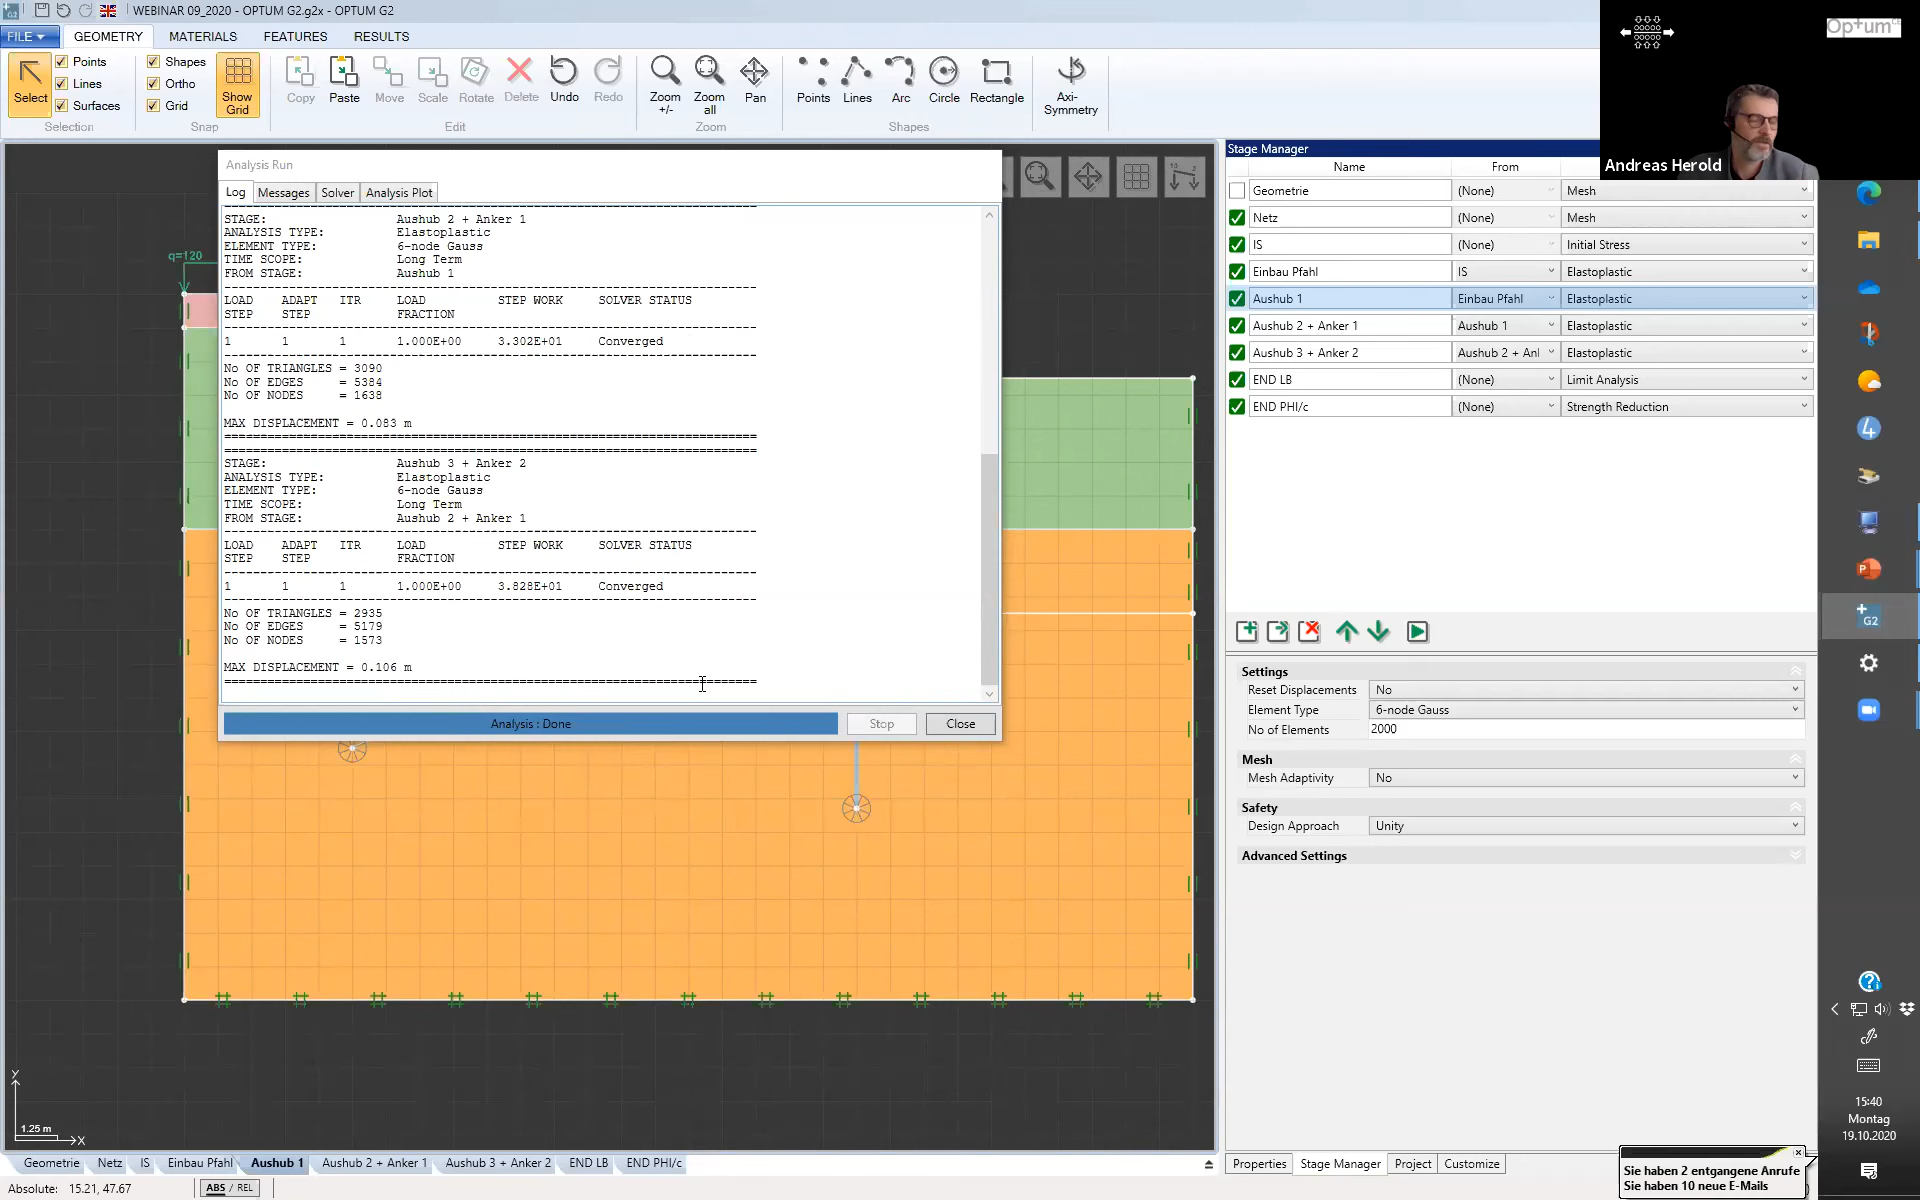 WEBINAR 09_2020 - OPTUM G2.g2x - OPTUM G2
FILE GEOMETRY MATERIALS FEATURES RESULTS
Select
Points
Lines
Surfaces
Selection
Shapes
Ortho
Grid
Show
Grid
Snap
Copy Paste Move Scale Rotate Delete Undo Redo
Edit
Zoom
+/-
Zoom
all
Pan
Zoom
Points Lines Arc Circle Rectangle
Shapes
Axi-
Symmetry
Optum
Andreas Herold
q=120
Analysis Run
Log Messages Solver Analysis Plot
STAGE: Aushub 2 + Anker 1
ANALYSIS TYPE: Elastoplastic
ELEMENT TYPE: 6-node Gauss
TIME SCOPE: Long Term
FROM STAGE: Aushub 1
LOAD ADAPT ITR LOAD STEP WORK SOLVER STATUS
STEP STEP FRACTION
1 1 1 1.000E+00 3.302E+01 Converged
No OF TRIANGLES = 3090
No OF EDGES = 5384
No OF NODES = 1638
MAX DISPLACEMENT = 0.083 m
STAGE: Aushub 3 + Anker 2
ANALYSIS TYPE: Elastoplastic
ELEMENT TYPE: 6-node Gauss
TIME SCOPE: Long Term
FROM STAGE: Aushub 2 + Anker 1
LOAD ADAPT ITR LOAD STEP WORK SOLVER STATUS
STEP STEP FRACTION
1 1 1 1.000E+00 3.828E+01 Converged
No OF TRIANGLES = 2935
No OF EDGES = 5179
No OF NODES = 1573
MAX DISPLACEMENT = 0.106 m
Analysis : Done Stop Close
Stage Manager
Name From
Geometrie (None) Mesh
Netz (None) Mesh
IS (None) Initial Stress
Einbau Pfahl IS Elastoplastic
Aushub 1 Einbau Pfahl Elastoplastic
Aushub 2 + Anker 1 Aushub 1 Elastoplastic
Aushub 3 + Anker 2 Aushub 2 + Anl Elastoplastic
END LB (None) Limit Analysis
END PHI/c (None) Strength Reduction
Settings
Reset Displacements No
Element Type 6-node Gauss
No of Elements 2000
Mesh
Mesh Adaptivity No
Safety
Design Approach Unity
Advanced Settings
G2
15:40
Montag
19.10.2020
Y
1.25 m
X
Geometrie Netz IS Einbau Pfahl Aushub 1 Aushub 2 + Anker 1 Aushub 3 + Anker 2 END LB END PHI/c
Properties Stage Manager Project Customize
Sie haben 2 entgangene Anrufe
Sie haben 10 neue E-Mails
Absolute: 15.21, 47.67 ABS / REL